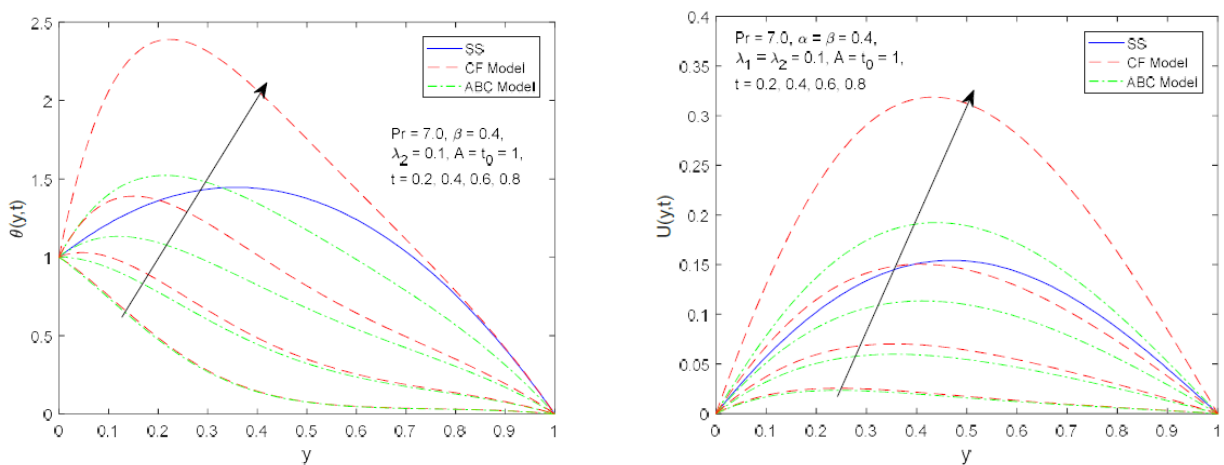 2.5
2
1.5
1
0.5
0
θ(y,t)
0 0.1 0.2 0.3 0.4 0.5 0.6 0.7 0.8 0.9 1
y
SS
CF Model
ABC Model
Pr = 7.0, β = 0.4,
λ2 = 0.1, A = t0 = 1,
t = 0.2, 0.4, 0.6, 0.8
0.4
0.35
0.3
0.25
0.2
0.15
0.1
0.05
0
U(y,t)
0 0.1 0.2 0.3 0.4 0.5 0.6 0.7 0.8 0.9 1
y
Pr = 7.0, α = β = 0.4,
λ1 = λ2 = 0.1, A = t0 = 1,
t = 0.2, 0.4, 0.6, 0.8
SS
CF Model
ABC Model